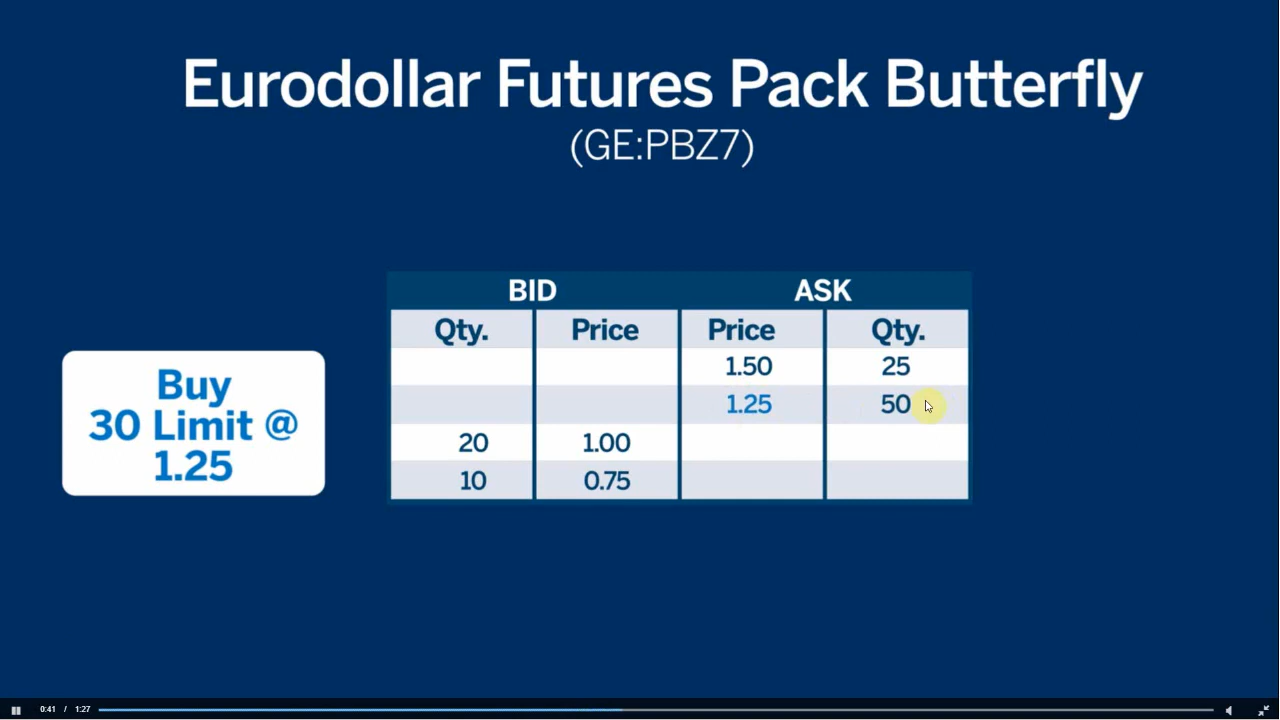 Eurodollar Futures Pack Butterfly
(GE:PBZ7)
BID ASK
Qty. Price Price Qty.
1.50 25
Buy
30 Limit @
1.25
1.25 50
20 1.00
10 0.75
0:41 / 1:27